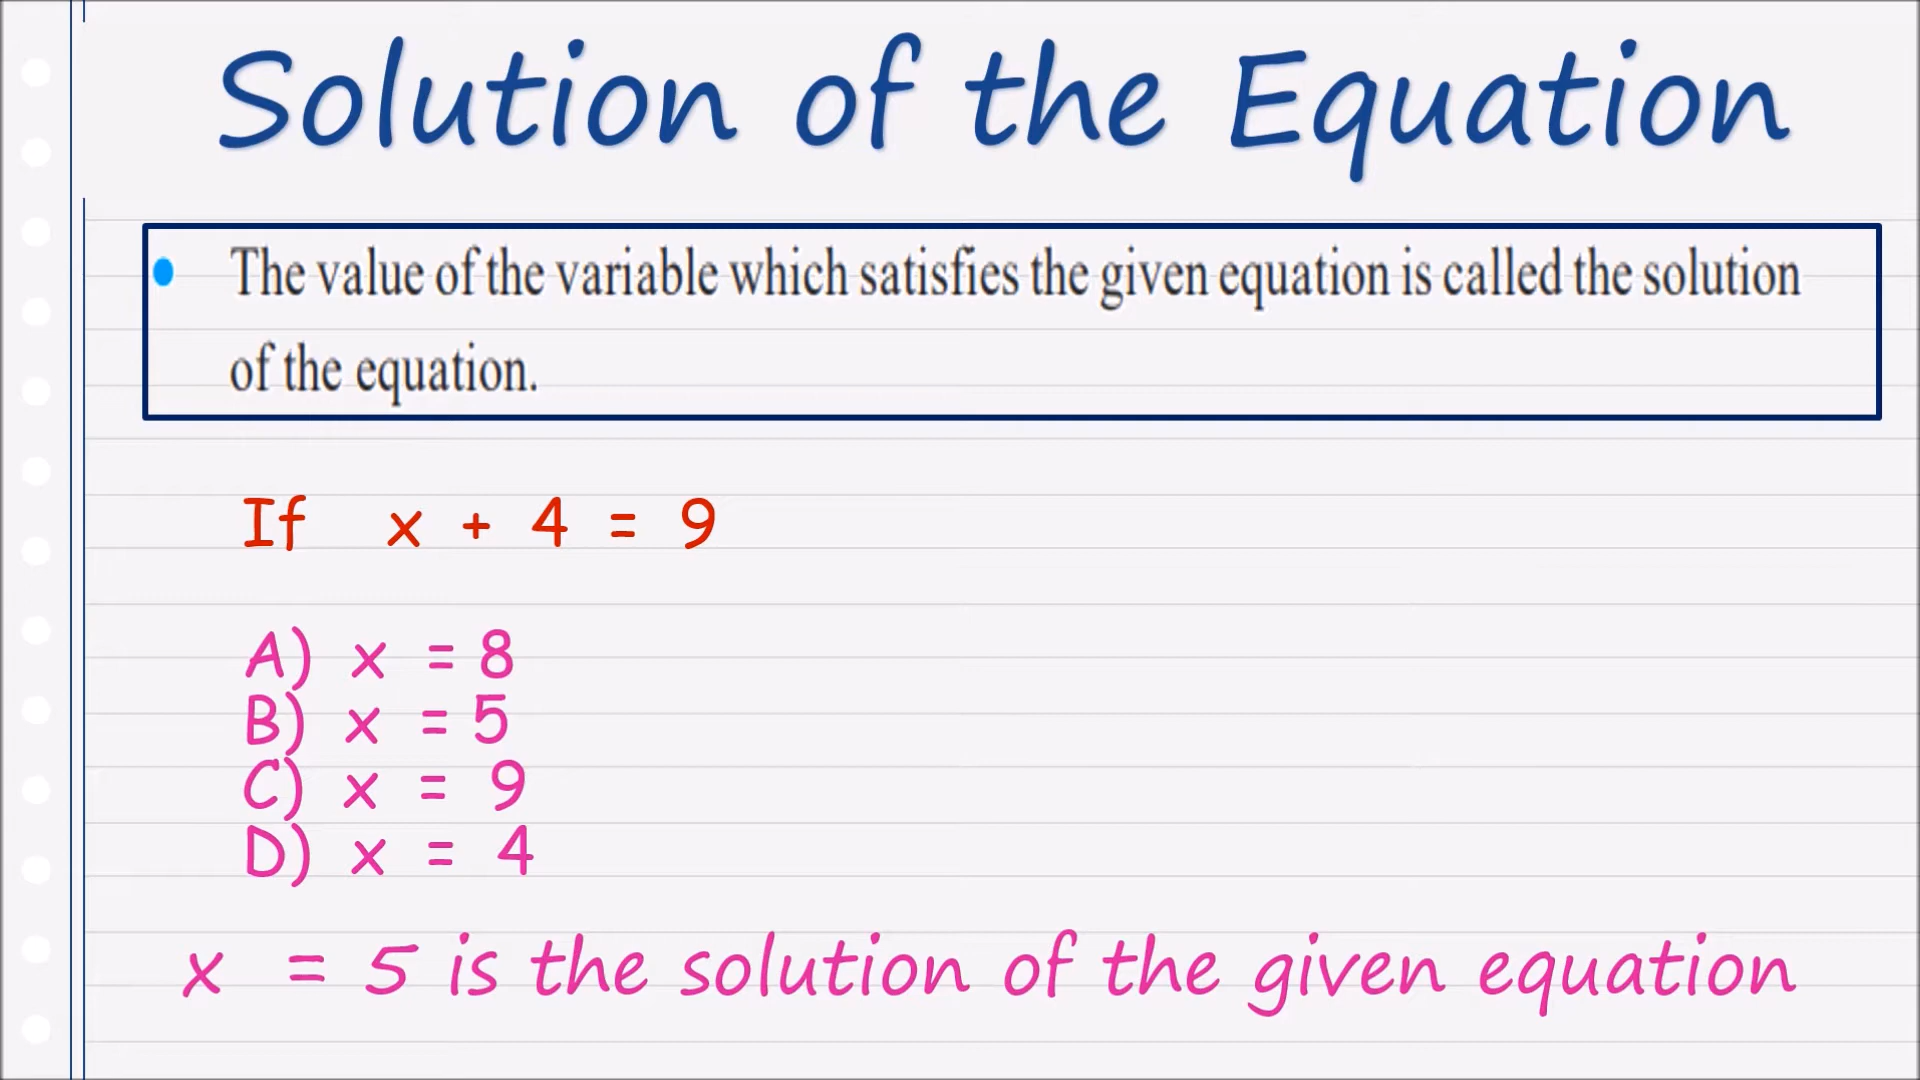 Solution of the Equation
• The value of the variable which satisfies the given equation is called the solution
of the equation.
If x + 4 = 9
A) x = 8
B) x = 5
C) x = 9
D) x = 4
x = 5 is the solution of the given equation